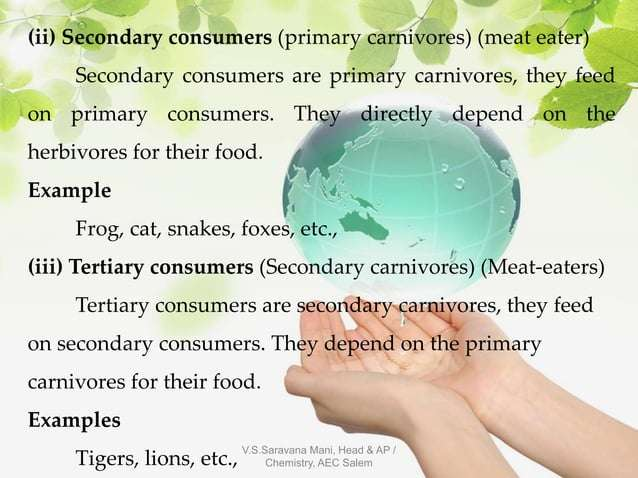 (ii) Secondary consumers (primary carnivores) (meat eater)
Secondary consumers are primary carnivores, they feed
on primary consumers. They directly depend on the
herbivores for their food.
Example
Frog, cat, snakes, foxes, etc.,
(iii) Tertiary consumers (Secondary carnivores) (Meat-eaters)
Tertiary consumers are secondary carnivores, they feed
on secondary consumers. They depend on the primary
carnivores for their food.
Examples
Tigers, lions, etc.,
V.S.Saravana Mani, Head & AP /
Chemistry, AEC Salem